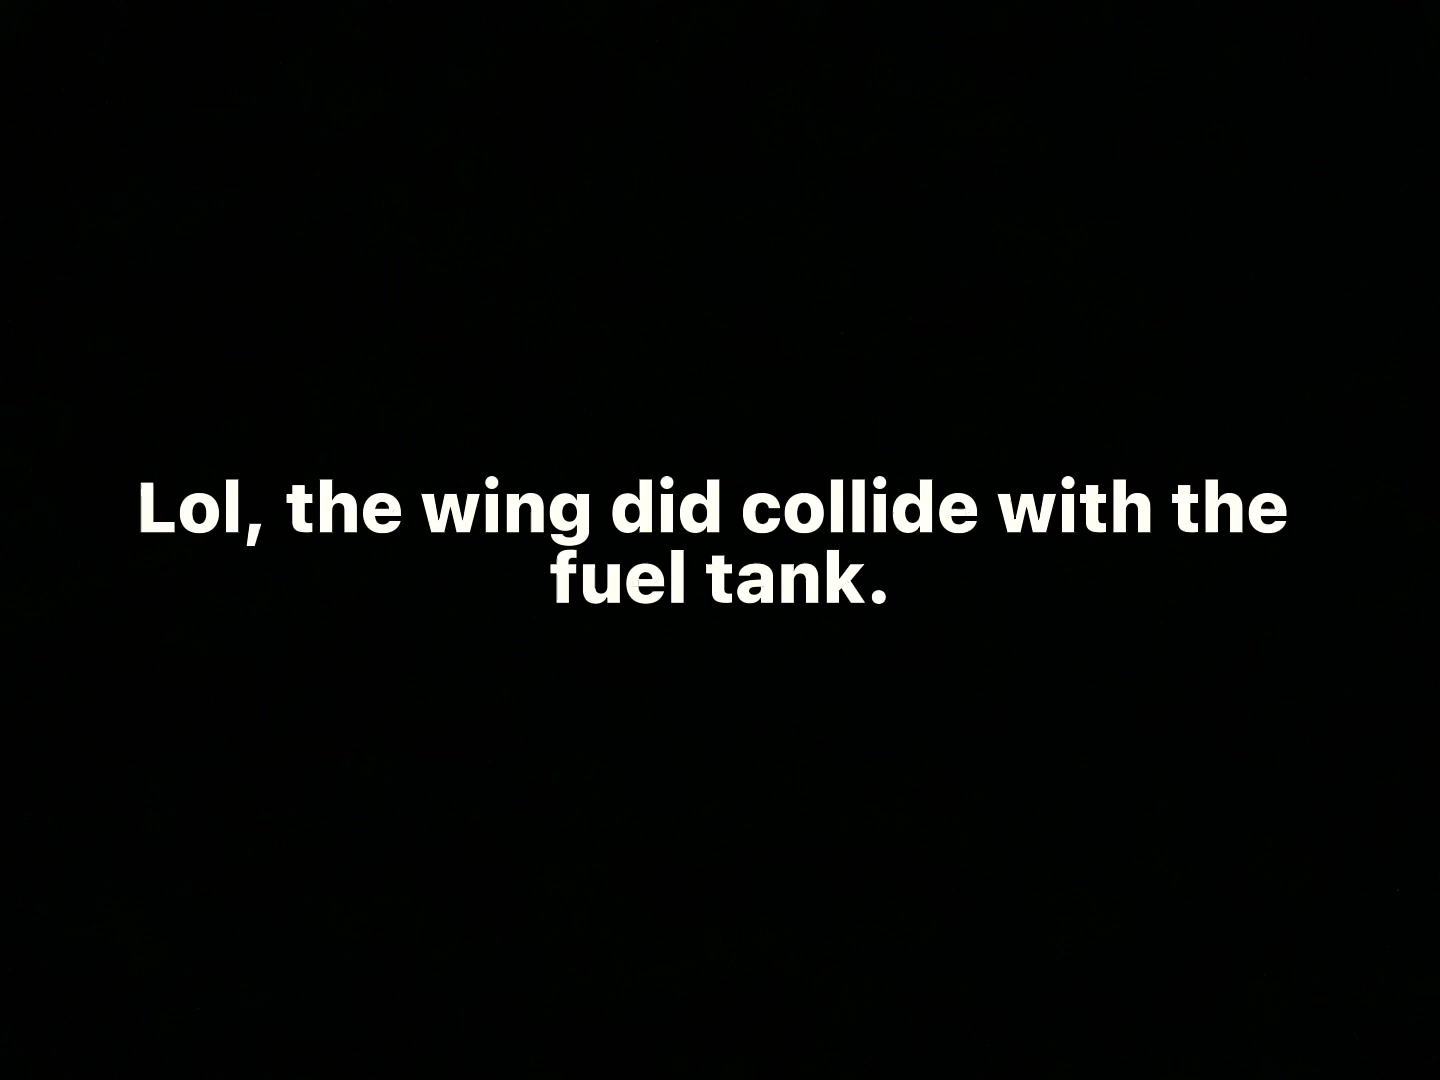 Lol, the wing did collide with the
fuel tank.